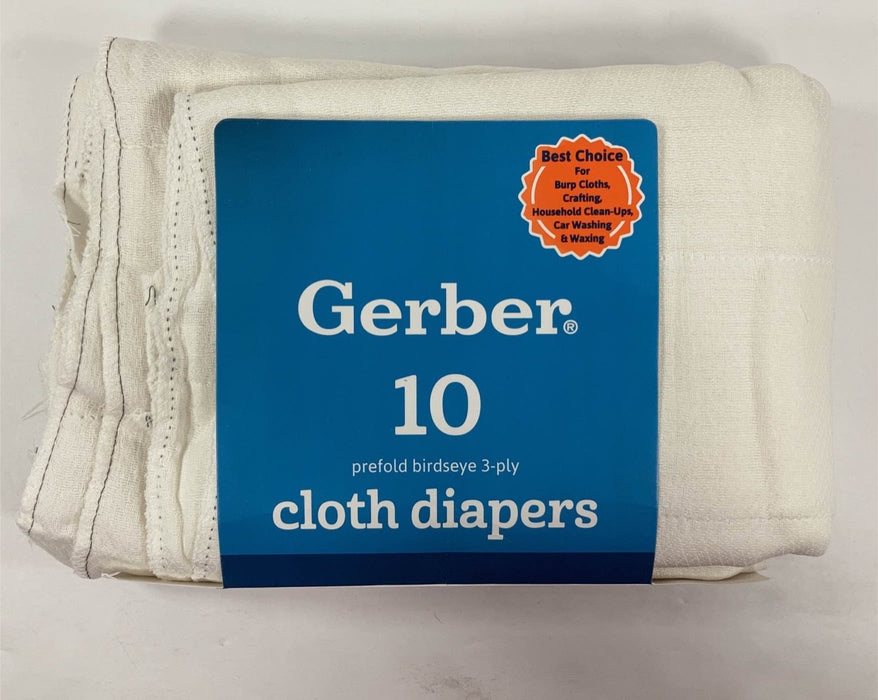 Best Choice
For
Burp Cloths,
Crafting,
Household Clean-Ups,
Car Washing
& Waxing
Gerber®
10
prefold birdseye 3-ply
cloth diapers